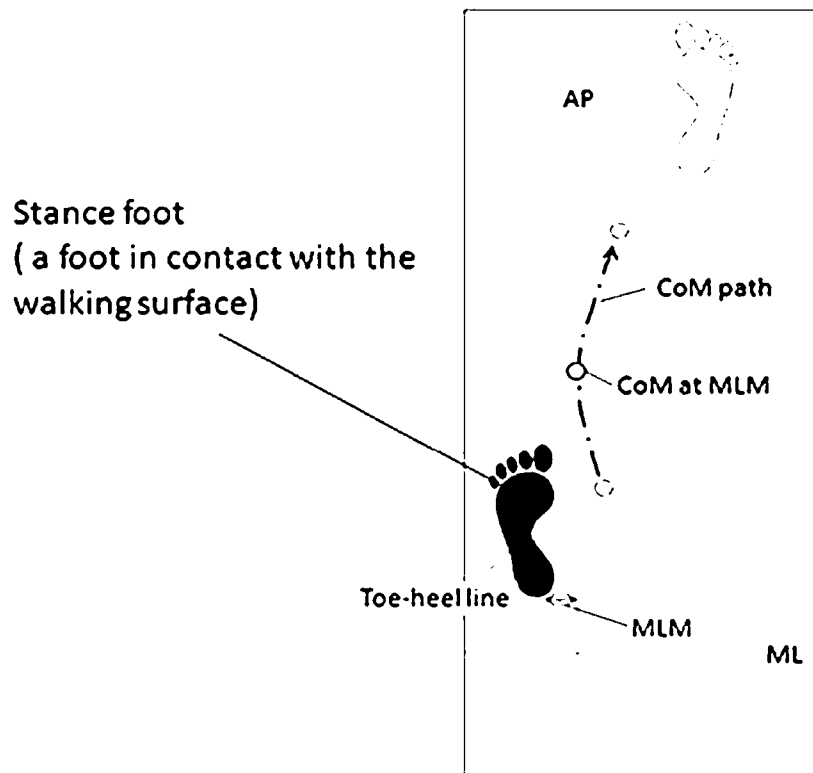 AP
Stance foot
( a foot in contact with the
walking surface)
CoM path
CoM at MLM
Toe-heel line
MLM
ML